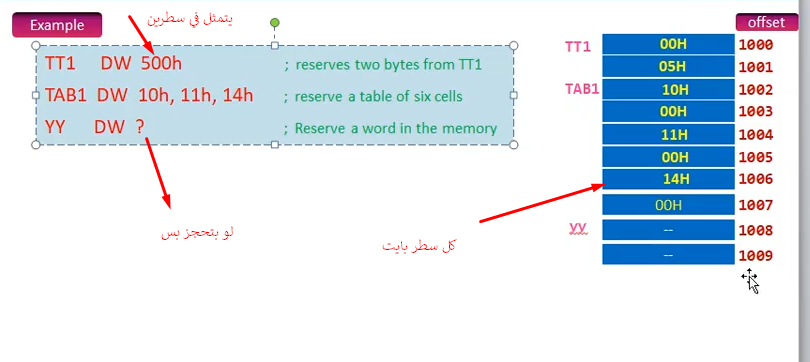 Example
يتمثل في سطرين
offset
TT1 DW 500h ; reserves two bytes from TT1
TAB1 DW 10h, 11h, 14h ; reserve a table of six cells
YY DW ? ; Reserve a word in the memory
لو بتحجز بس
كل سطر بايت
TT1 00H 1000
05H 1001
TAB1 10H 1002
00H 1003
11H 1004
00H 1005
14H 1006
00H 1007
YY -- 1008
-- 1009